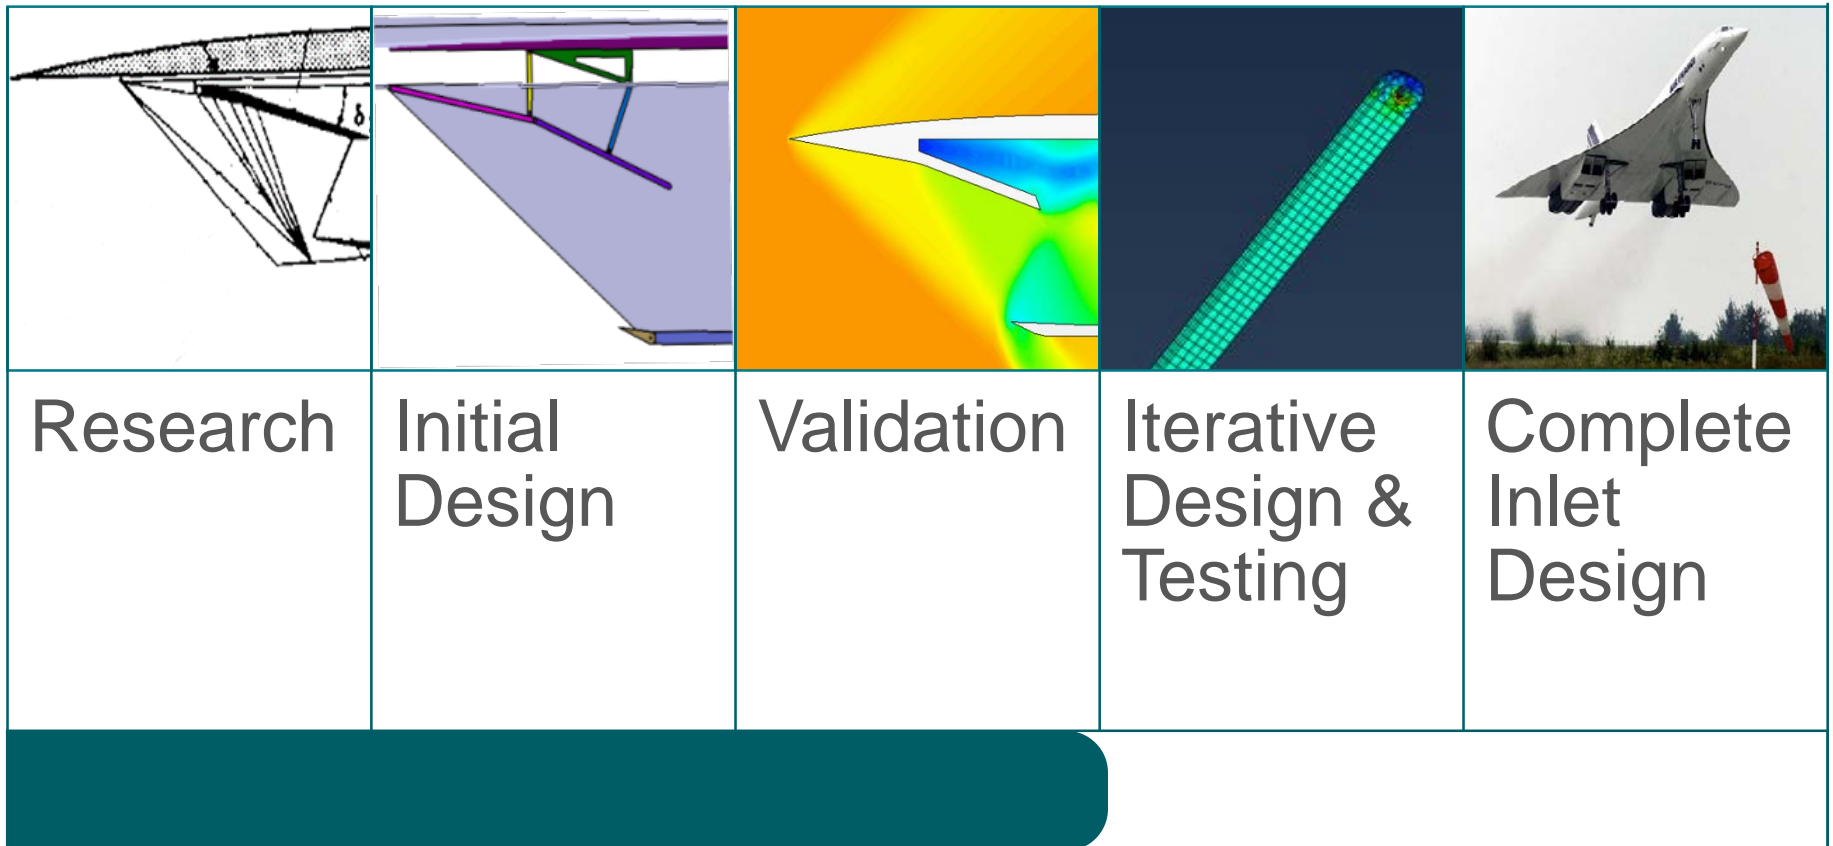 δ
Research
Initial
Design
Validation
Iterative
Design &
Testing
Complete
Inlet
Design